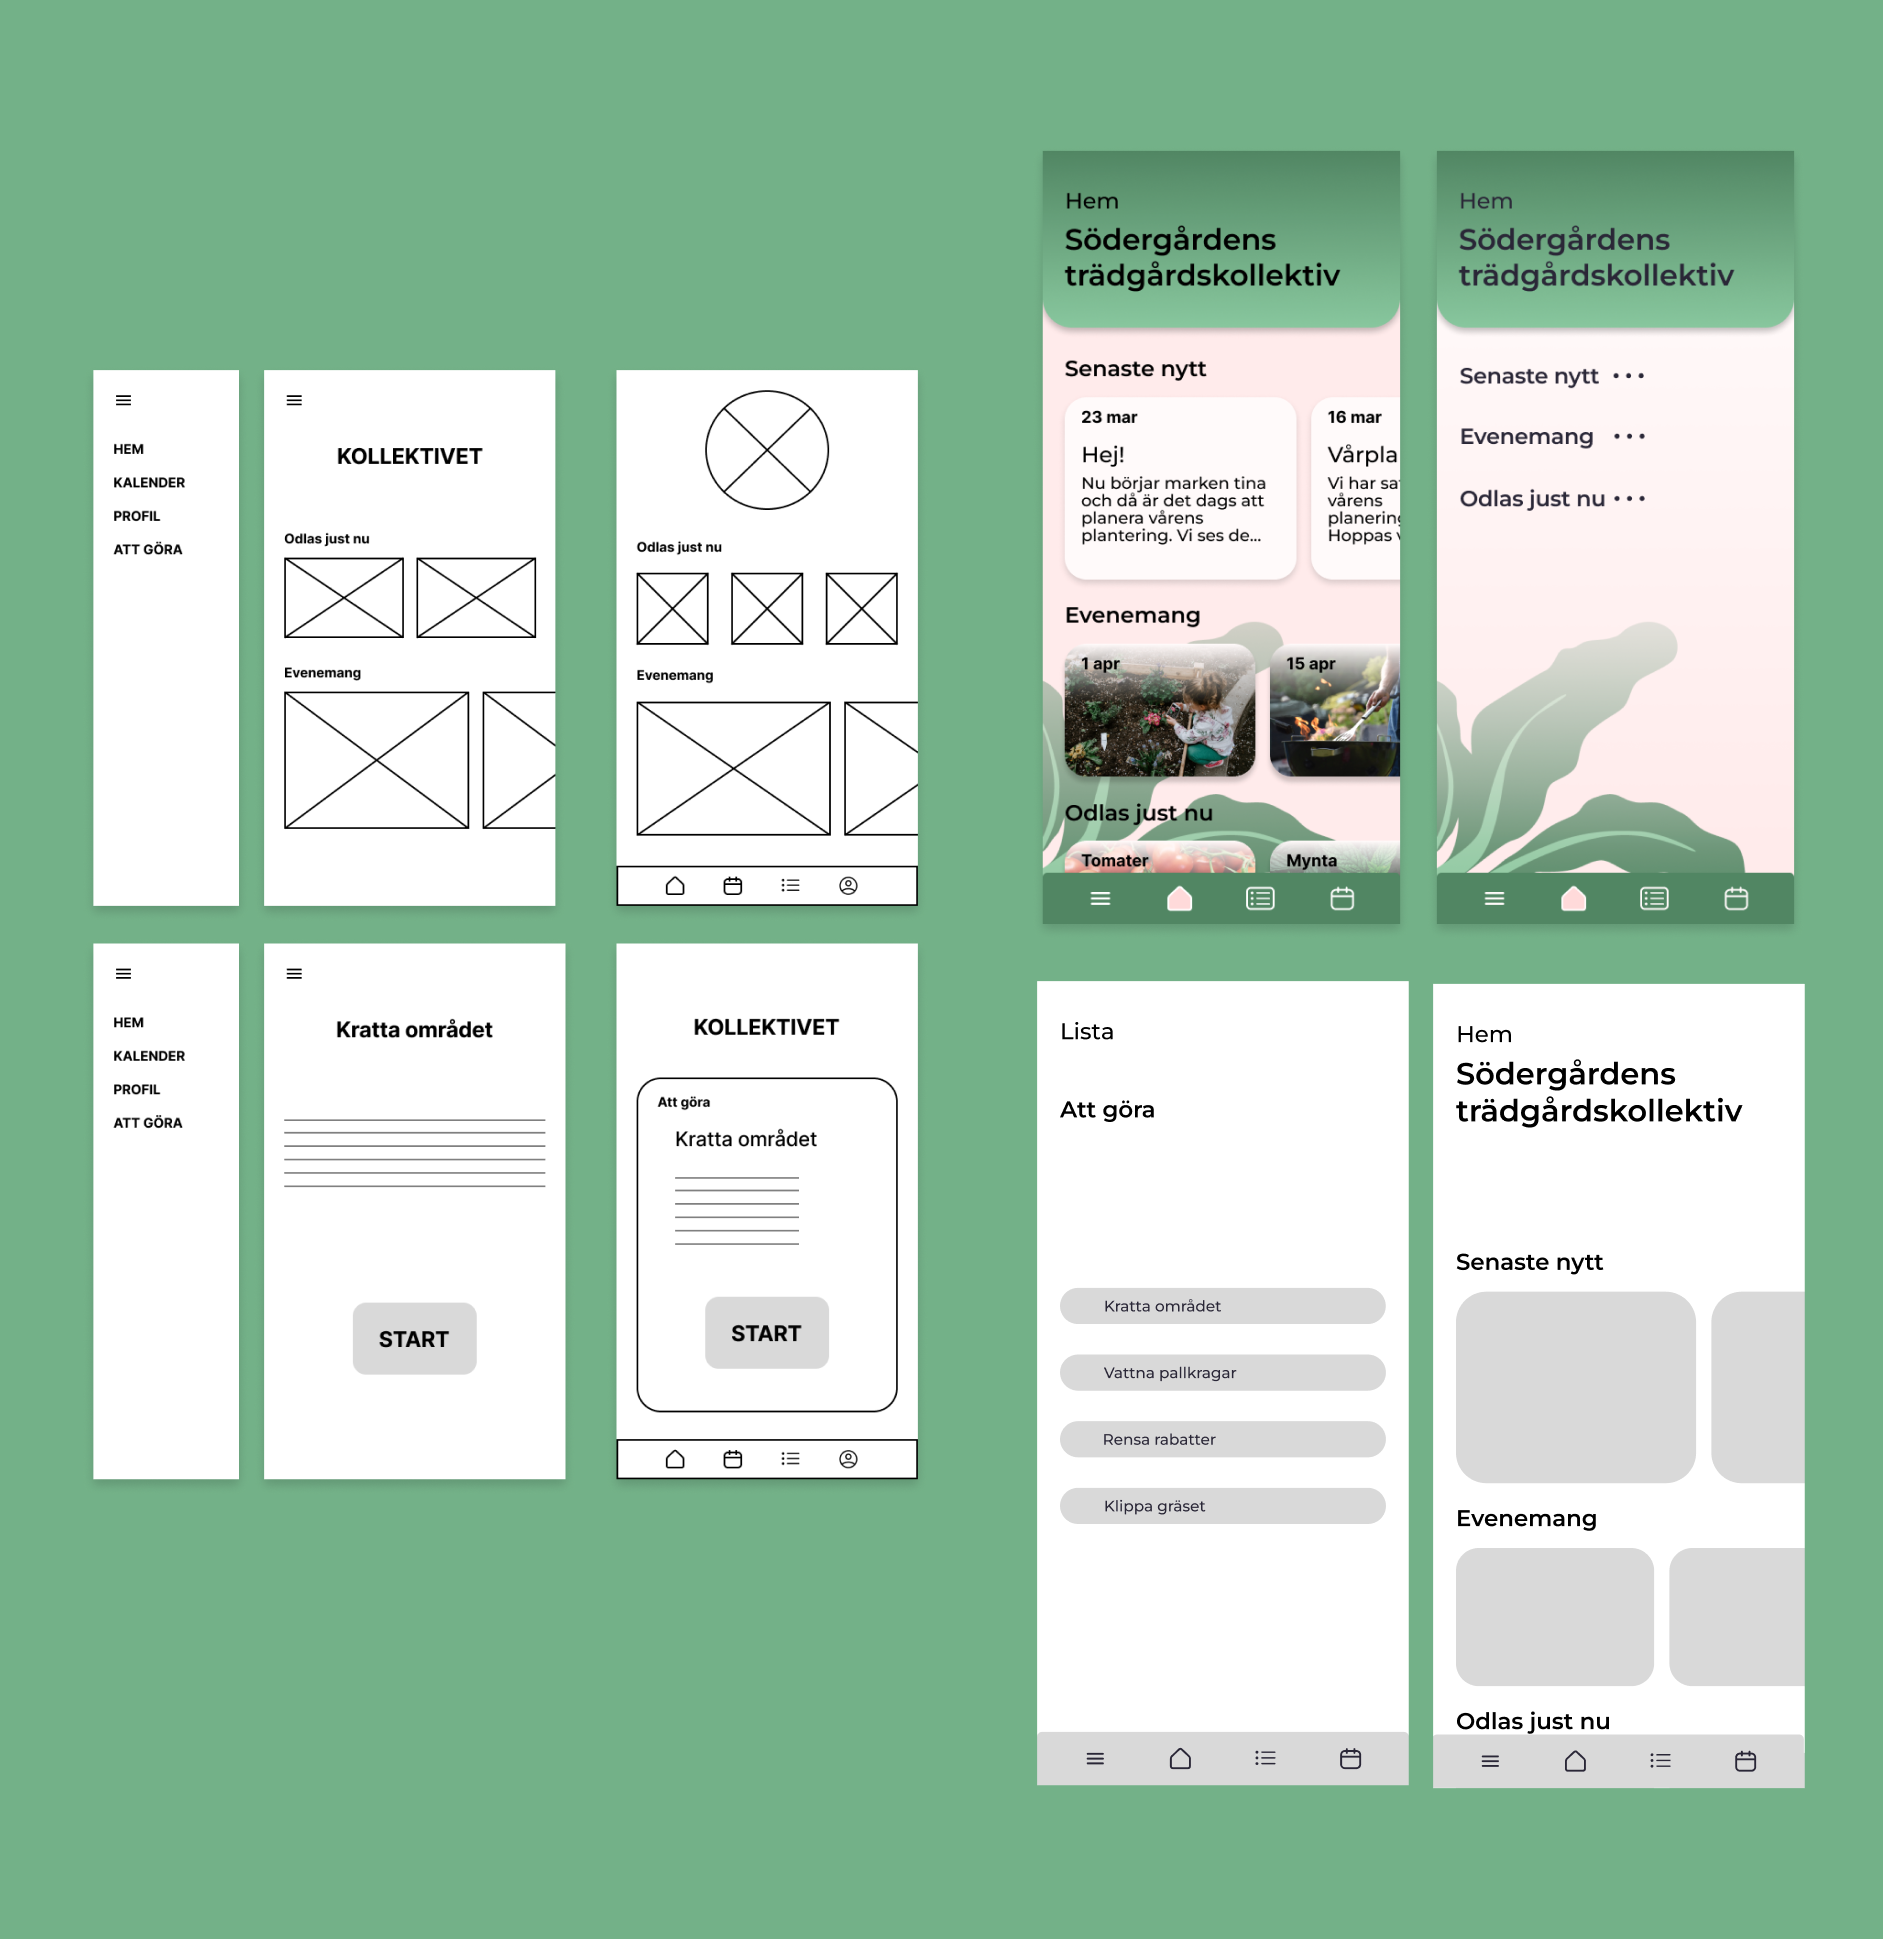 HEM
KALENDER
PROFIL
ATT GÖRA
KOLLEKTIVET
Odlas just nu
Evenemang
Odlas just nu
Evenemang
HEM
KALENDER
PROFIL
ATT GÖRA
Kratta området
START
KOLLEKTIVET
Att göra
Kratta området
START
Hem
Södergårdens
trädgårdskollektiv
Senaste nytt
23 mar
Hej!
Nu börjar marken tina
och då är det dags att
planera vårens
plantering. Vi ses de...
16 mar
Vårpla
Vi har sa
vårens
planering
Hoppas v
Evenemang
1 apr
15 apr
Odlas just nu
Tomater
Mynta
Hem
Södergårdens
trädgårdskollektiv
Senaste nytt • • •
Evenemang • • •
Odlas just nu • • •
Lista
Att göra
Kratta området
Vattna pallkragar
Rensa rabatter
Klippa gräset
Hem
Södergårdens
trädgårdskollektiv
Senaste nytt
Evenemang
Odlas just nu